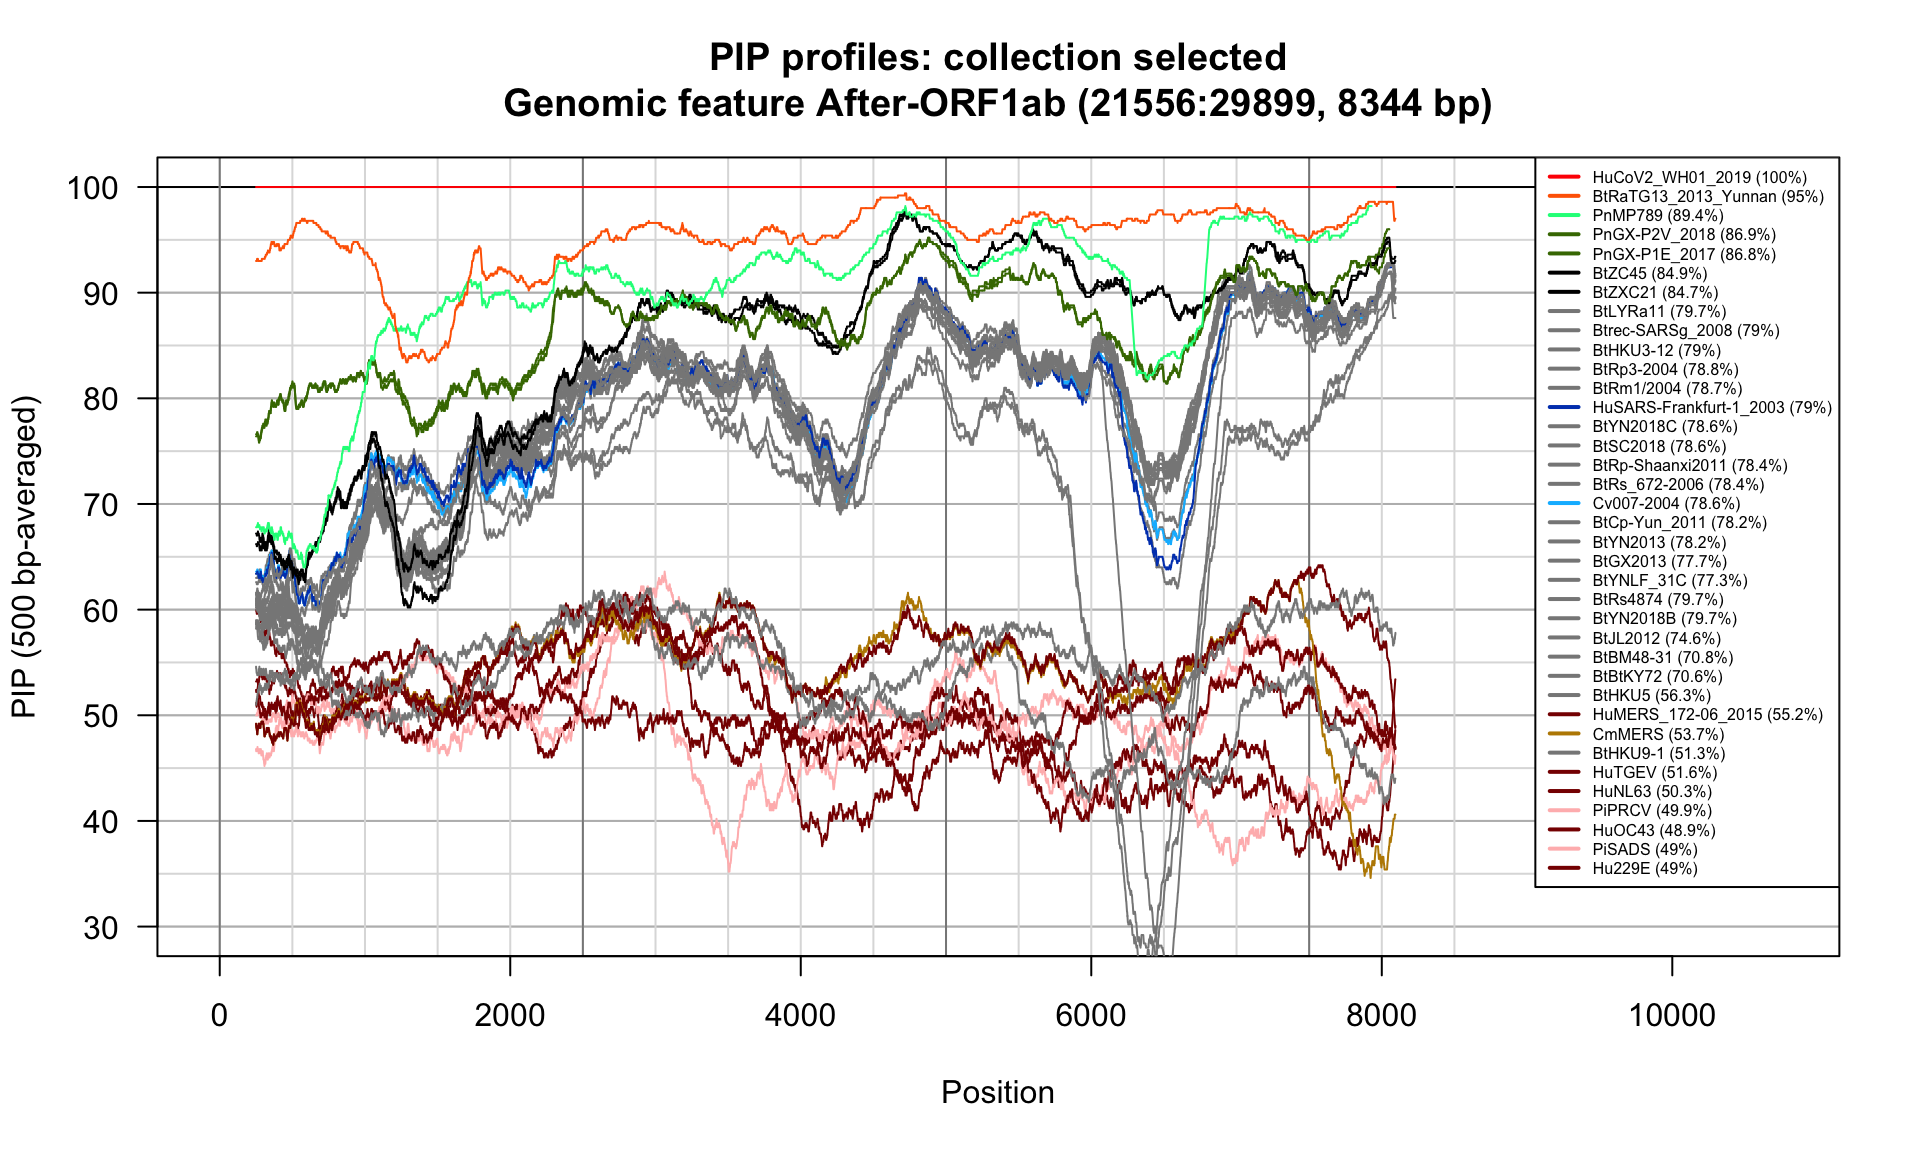 PIP profiles: collection selected
Genomic feature After-ORF1ab (21556:29899, 8344 bp)
PIP (500 bp-averaged)
100
90
80
70
60
50
40
30
0
2000
4000
6000
8000
10000
Position
HuCoV2_WH01_2019 (100%)
BtRaTG13_2013_Yunnan (95%)
PnMP789 (89.4%)
PnGX-P2V_2018 (86.9%)
PnGX-P1E_2017 (86.8%)
BtZC45 (84.9%)
BtZXC21 (84.7%)
BtLYRa11 (79.7%)
Btrec-SARSg_2008 (79%)
BtHKU3-12 (79%)
BtRp3-2004 (78.8%)
BtRm1/2004 (78.7%)
HuSARS-Frankfurt-1_2003 (79%)
BtYN2018C (78.6%)
BtSC2018 (78.6%)
BtRp-Shaanxi2011 (78.4%)
BtRs_672-2006 (78.4%)
Cv007-2004 (78.6%)
BtCp-Yun_2011 (78.2%)
BtYN2013 (78.2%)
BtGX2013 (77.7%)
BtYNLF_31C (77.3%)
BtRs4874 (79.7%)
BtYN2018B (79.7%)
BtJL2012 (74.6%)
BtBM48-31 (70.8%)
BtBtKY72 (70.6%)
BtHKU5 (56.3%)
HuMERS_172-06_2015 (55.2%)
CmMERS (53.7%)
BtHKU9-1 (51.3%)
HuTGEV (51.6%)
HuNL63 (50.3%)
PiPRCV (49.9%)
HuOC43 (48.9%)
PiSADS (49%)
Hu229E (49%)